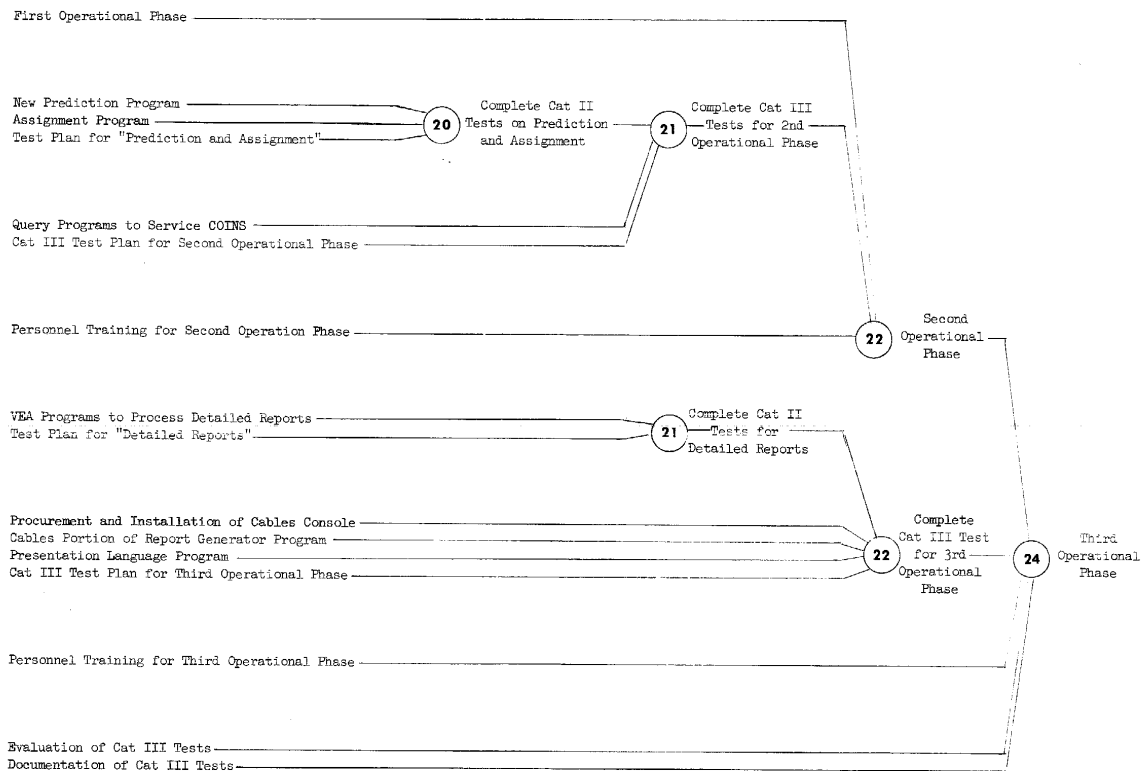 First Operational Phase
New Prediction Program
Assignment Program
Test Plan for "Prediction and Assignment"
20
Complete Cat II
Tests on Prediction
and Assignment
21
Complete Cat III
Tests for 2nd
Operational Phase
Query Programs to Service COINS
Cat III Test Plan for Second Operational Phase
Personnel Training for Second Operation Phase
22
Second
Operational
Phase
VEA Programs to Process Detailed Reports
Test Plan for "Detailed Reports"
21
Complete Cat II
Tests for
Detailed Reports
Procurement and Installation of Cables Console
Cables Portion of Report Generator Program
Presentation Language Program
Cat III Test Plan for Third Operational Phase
22
Complete
Cat III Test
for 3rd
Operational
Phase
24
Third
Operational
Phase
Personnel Training for Third Operational Phase
Evaluation of Cat III Tests
Documentation of Cat III Tests